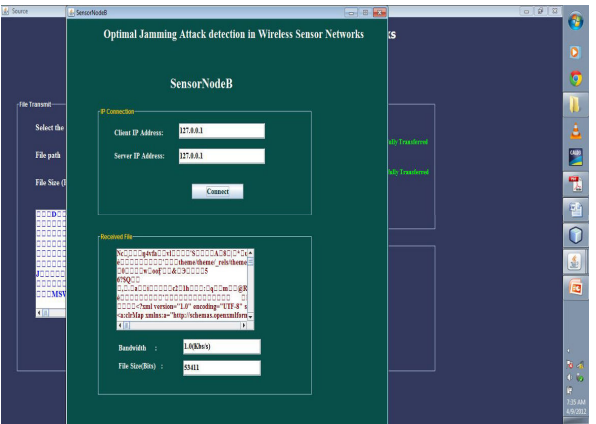 Source
SensorNodeB
Optimal Jamming Attack detection in Wireless Sensor Networks
ks
SensorNodeB
File Transmit
IP Connection
Select the
Client IP Address:
127.0.0.1
File path
Server IP Address:
127.0.0.1
fully Transferred
File Size (B
Connect
fully Transferred
Received File
theme/theme/_rels/theme
<?xml version="1.0" encoding="UTF-8" s
<a:clrMap xmlns:a="http://schemas.openxmlform
Bandwidth :
1.0(Kbs/s)
File Size(Bits) :
53411
7:35 AM
4/9/2012